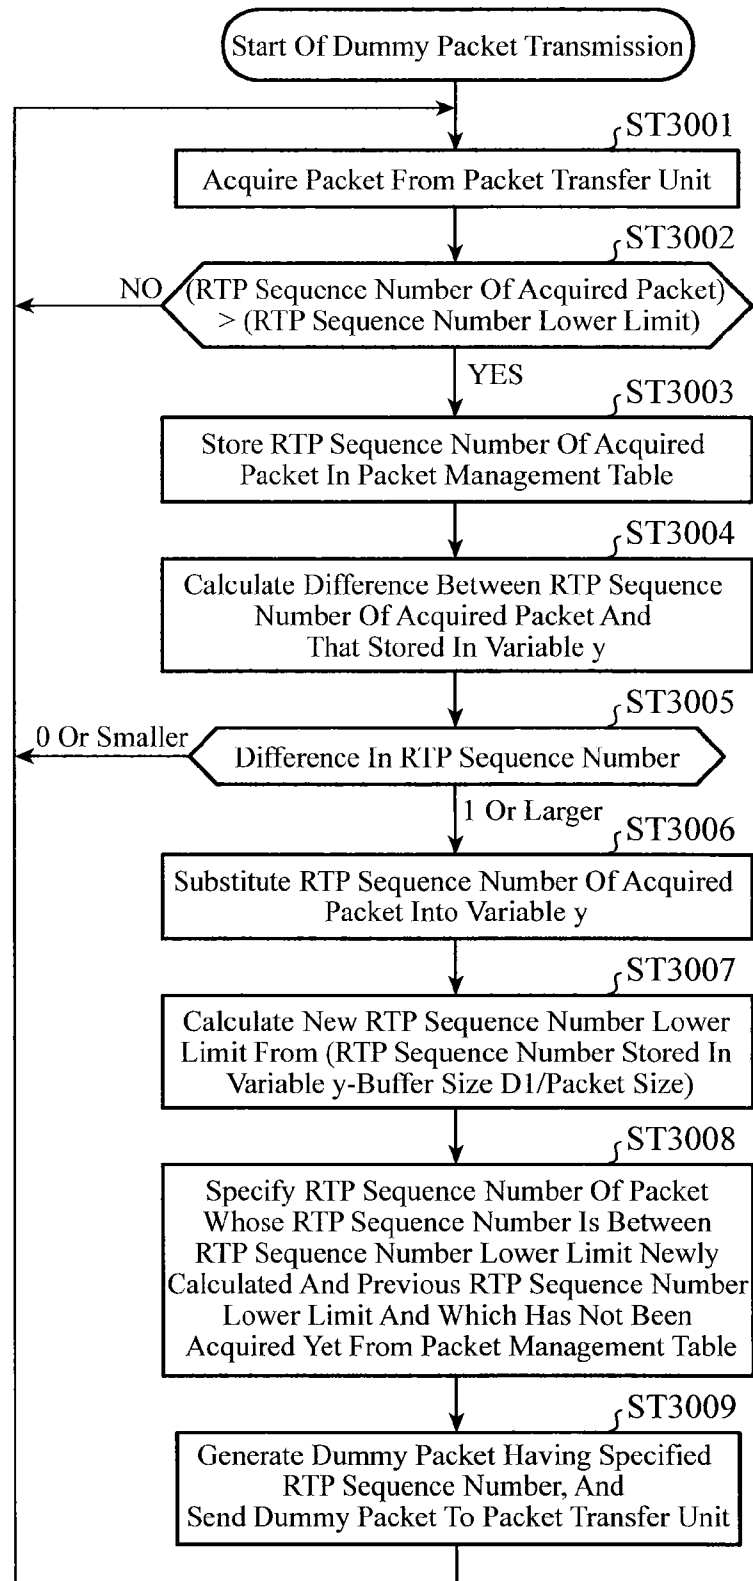 Start Of Dummy Packet Transmission
ST3001
Acquire Packet From Packet Transfer Unit
ST3002
NO
(RTP Sequence Number Of Acquired Packet)
> (RTP Sequence Number Lower Limit)
YES
ST3003
Store RTP Sequence Number Of Acquired
Packet In Packet Management Table
ST3004
Calculate Difference Between RTP Sequence
Number Of Acquired Packet And
That Stored In Variable y
ST3005
0 Or Smaller
Difference In RTP Sequence Number
1 Or Larger
ST3006
Substitute RTP Sequence Number Of Acquired
Packet Into Variable y
ST3007
Calculate New RTP Sequence Number Lower
Limit From (RTP Sequence Number Stored In
Variable y-Buffer Size D1/Packet Size)
ST3008
Specify RTP Sequence Number Of Packet
Whose RTP Sequence Number Is Between
RTP Sequence Number Lower Limit Newly
Calculated And Previous RTP Sequence Number
Lower Limit And Which Has Not Been
Acquired Yet From Packet Management Table
ST3009
Generate Dummy Packet Having Specified
RTP Sequence Number, And
Send Dummy Packet To Packet Transfer Unit